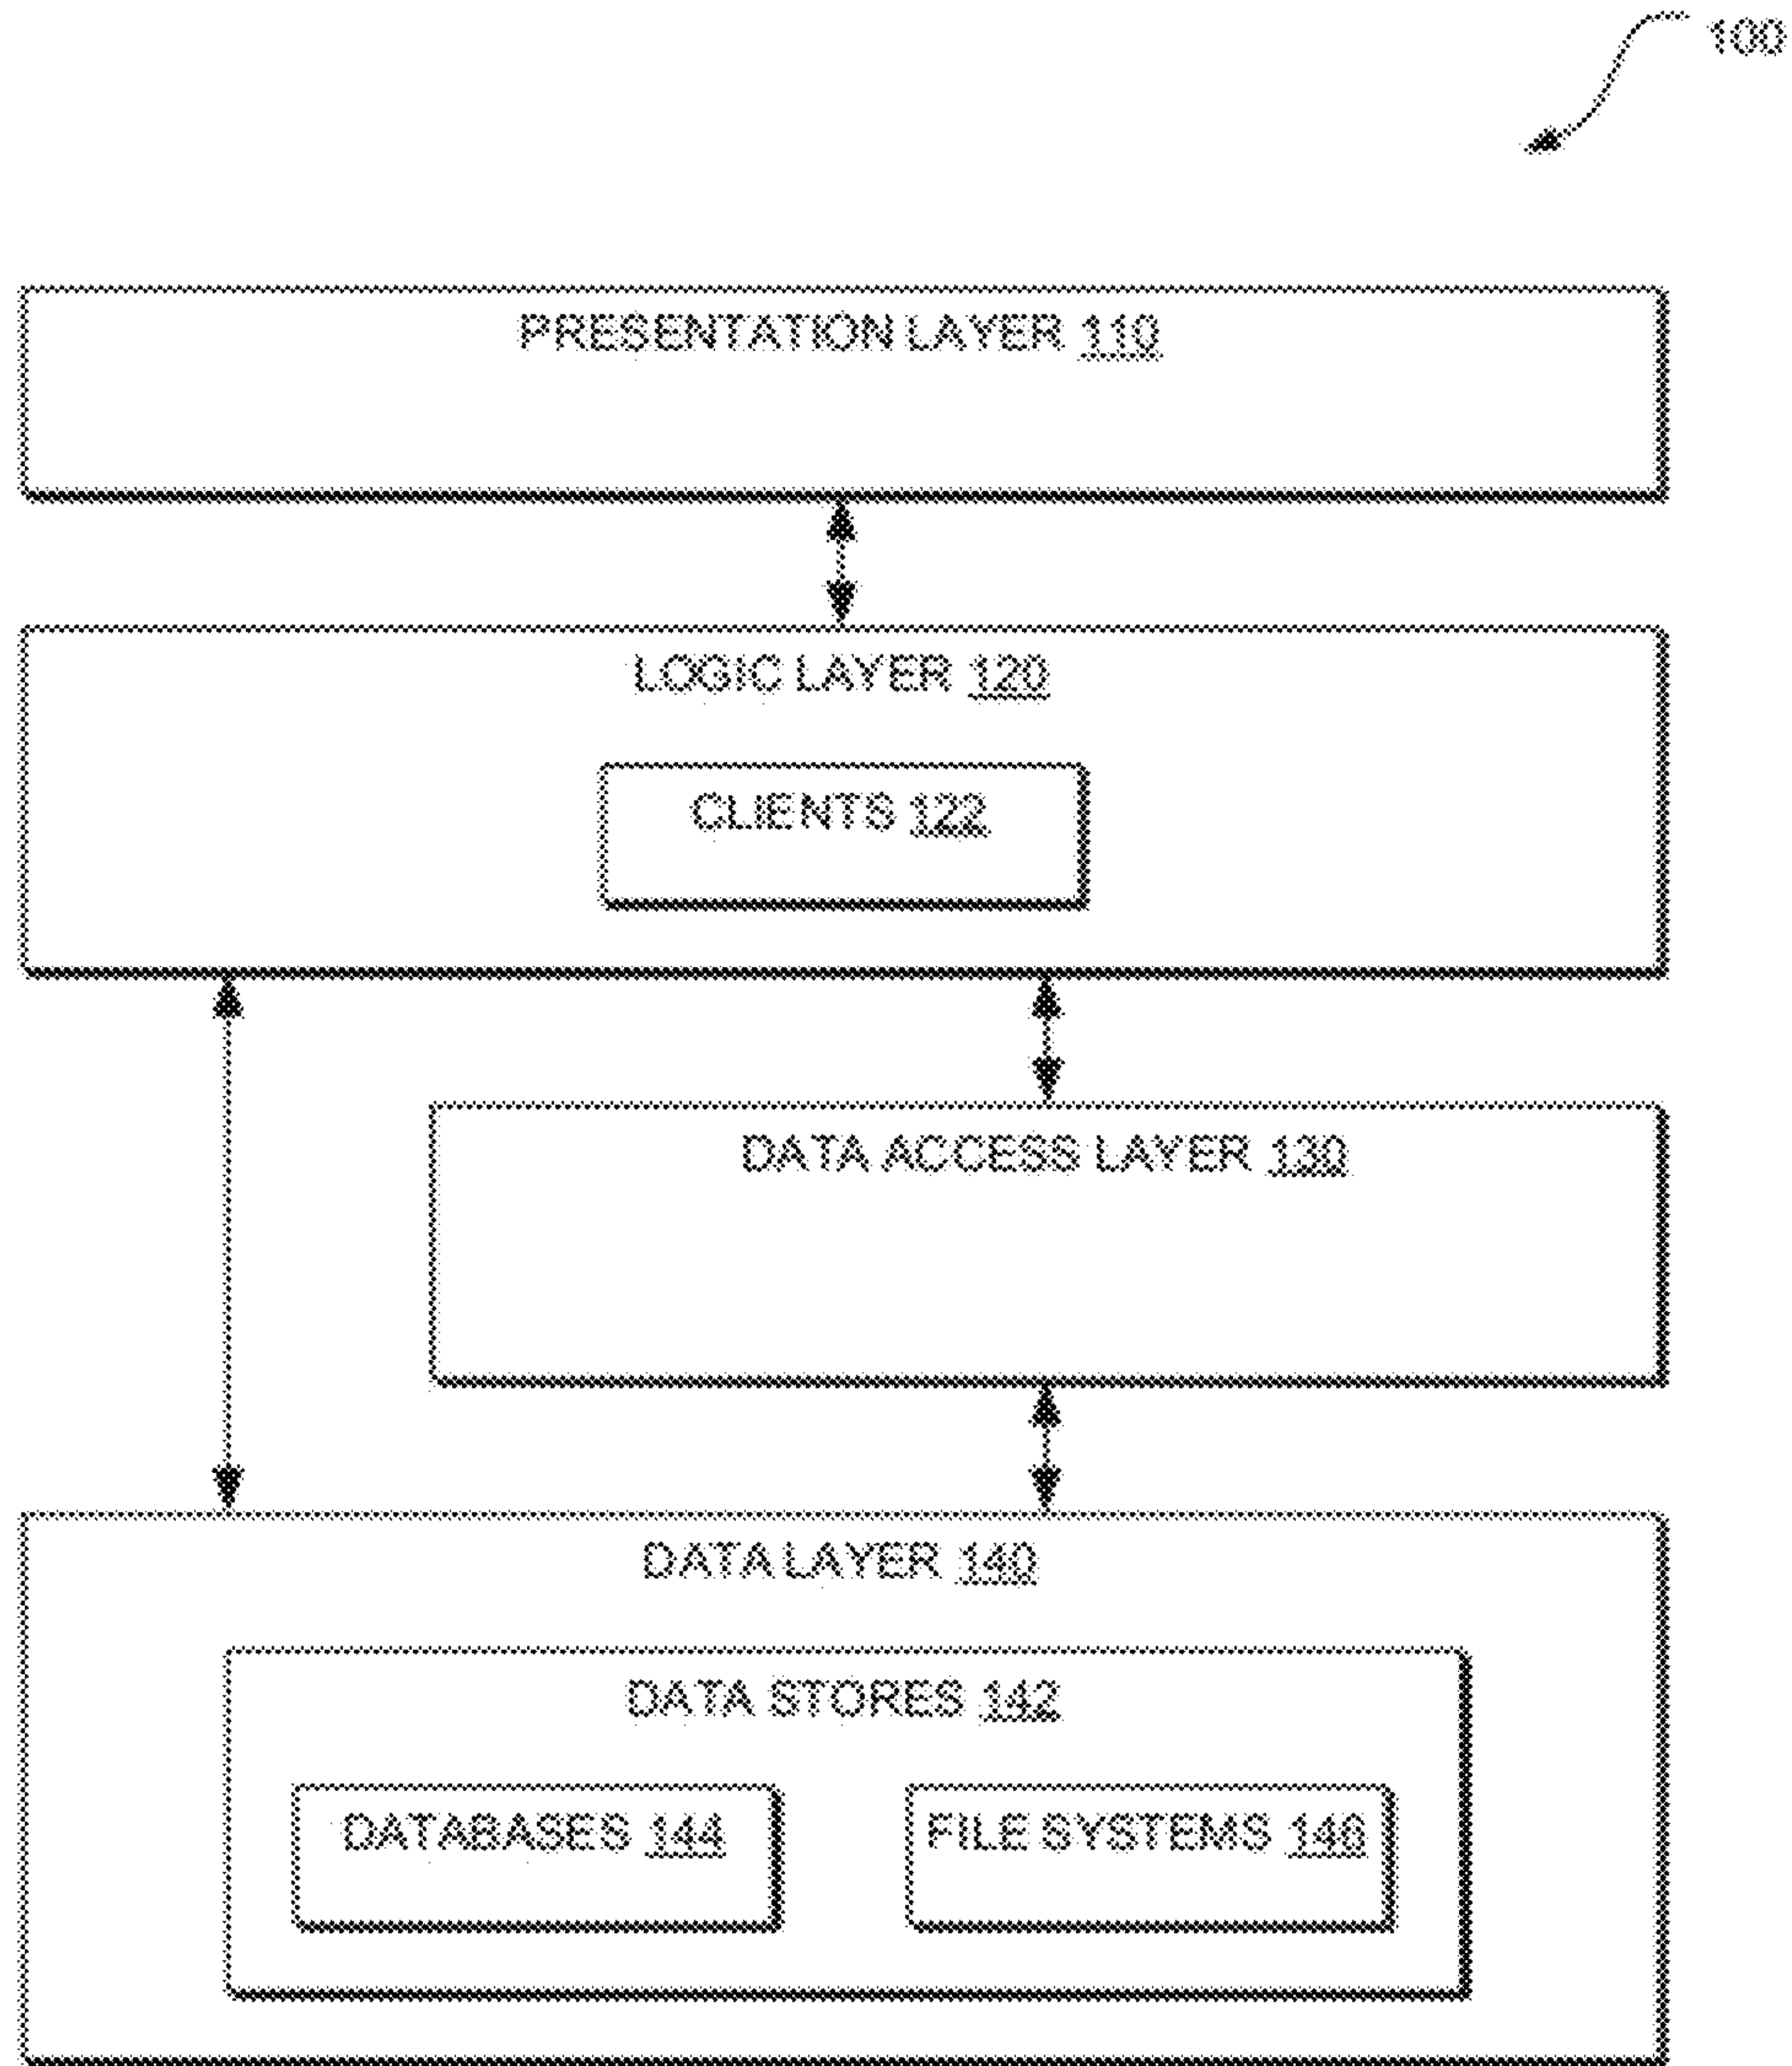 100
PRESENTATION LAYER 110
LOGIC LAYER 120
CLIENTS 122
DATA ACCESS LAYER 130
DATA LAYER 140
DATA STORES 142
DATABASES 144
FILE SYSTEMS 146